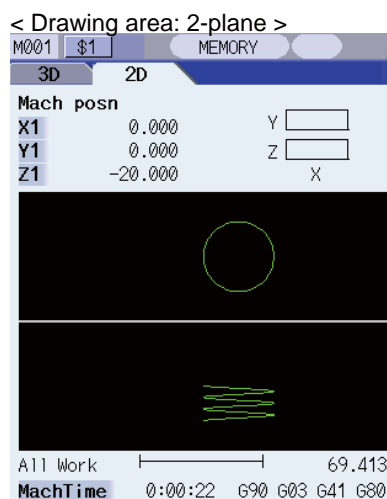 < Drawing area: 2-plane >
M001 $1 MEMORY
3D 2D
Mach posn
X1 0.000 Y
Y1 0.000 Z
Z1 -20.000 X
All Work 69.413
MachTime 0:00:22 G90 G03 G41 G80